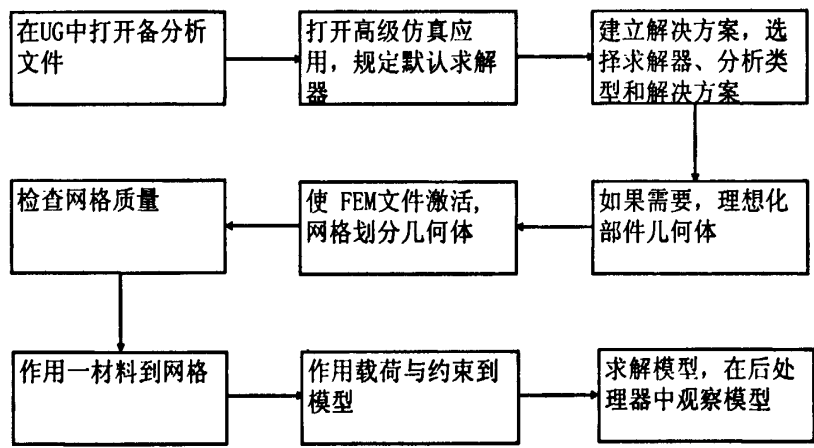 在UG中打开备分析
文件
打开高级仿真应
用，规定默认求解
器
建立解决方案，选
择求解器、分析类
型和解决方案
如果需要，理想化
部件几何体
使 FEM文件激活,
网格划分几何体
检查网格质量
作用一材料到网格
作用载荷与约束到
模型
求解模型，在后处
理器中观察模型